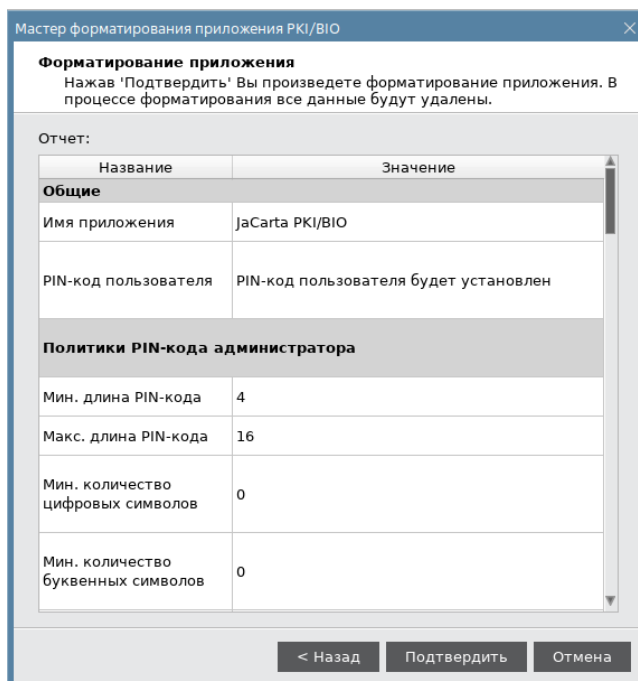 Мастер форматирования приложения PKI/BIO
Форматирование приложения
Нажав 'Подтвердить' Вы произведете форматирование приложения. В
процессе форматирования все данные будут удалены.
Отчет:
Название Значение
Общие
Имя приложения JaCarta PKI/BIO
PIN-код пользователя PIN-код пользователя будет установлен
Политики PIN-кода администратора
Мин. длина PIN-кода 4
Макс. длина PIN-кода 16
Мин. количество
цифровых символов 0
Мин. количество
буквенных символов 0
< Назад Подтвердить Отмена